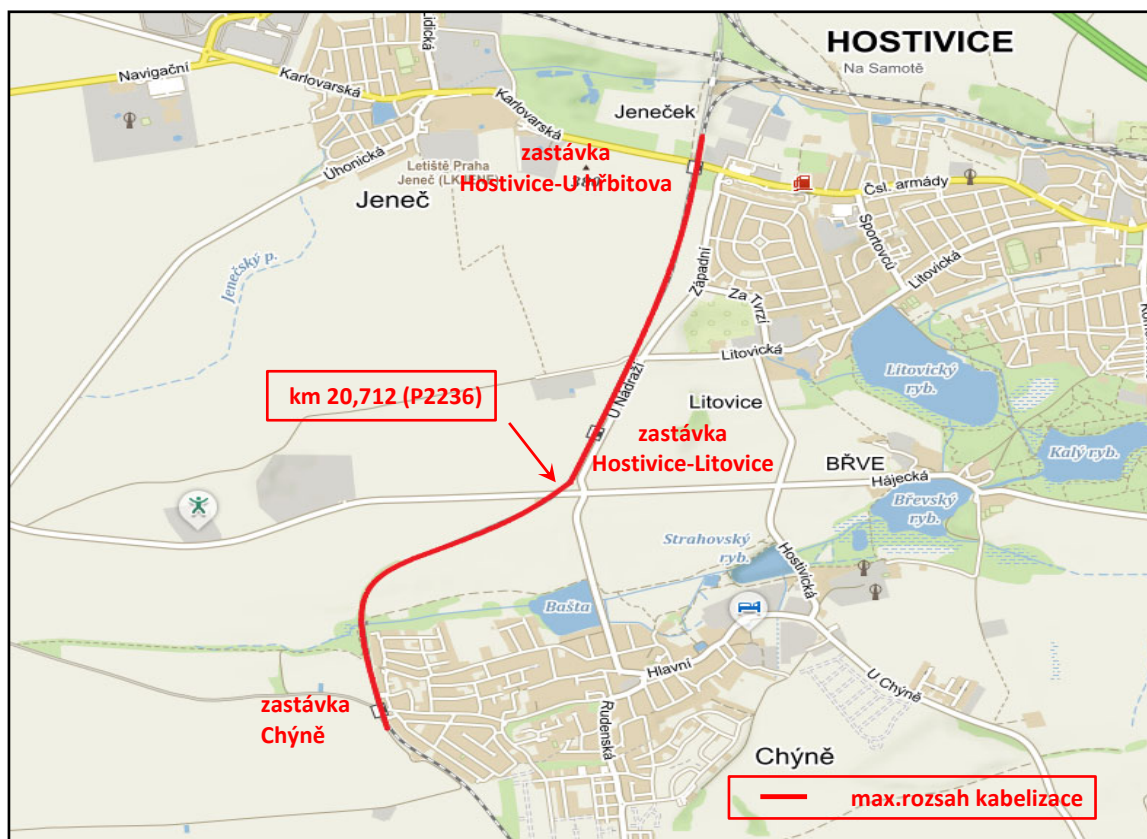 HOSTIVICE
Na Samotě
Lidická
Navigační
Karlovarská
Karlovarská
Jeneček
zastávka
Hostivice-U hřbitova
Úhonická
Letiště Praha
Jeneč (LKJENE)
Jeneč
Čsl. armády
Sportovců
Litovická
Jenečský p.
Západní
Za Tvrzí
Litovická
Litovický
ryb.
km 20,712 (P2236)
U Nádraží
Litovice
zastávka
Hostivice-Litovice
BŘVE
Hájecká
Kalý ryb.
Břevský
ryb.
Strahovský
ryb.
Hostivická
Bašta
Hlavní
U Chýně
Rudenská
zastávka
Chýně
Chýně
max.rozsah kabelizace